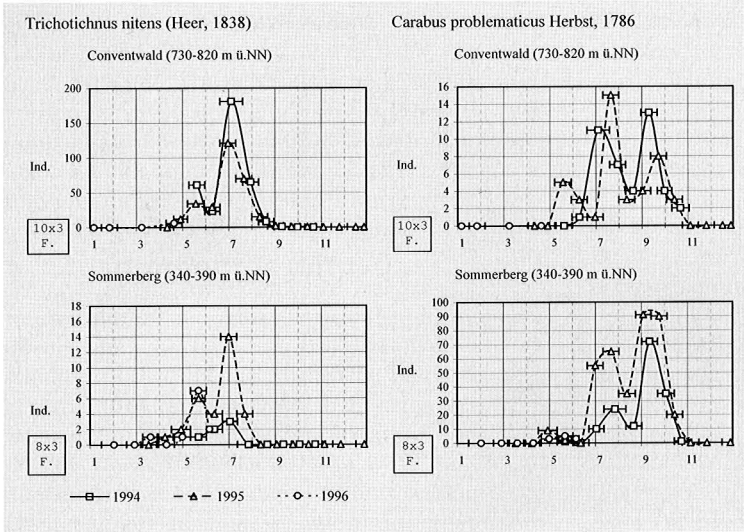 Trichotichnus nitens (Heer, 1838)
Conventwald (730-820 m ü.NN)
200
150
100
50
0
Ind.
10x3
F.
1 3 5 7 9 11
Carabus problematicus Herbst, 1786
Conventwald (730-820 m ü.NN)
16
14
12
10
8
6
4
2
0
Ind.
10x3
F.
1 3 5 7 9 11
Sommerberg (340-390 m ü.NN)
18
16
14
12
10
8
6
4
2
0
Ind.
8x3
F.
1 3 5 7 9 11
Sommerberg (340-390 m ü.NN)
100
90
80
70
60
50
40
30
20
10
0
Ind.
8x3
F.
1 3 5 7 9 11
1994 1995 1996